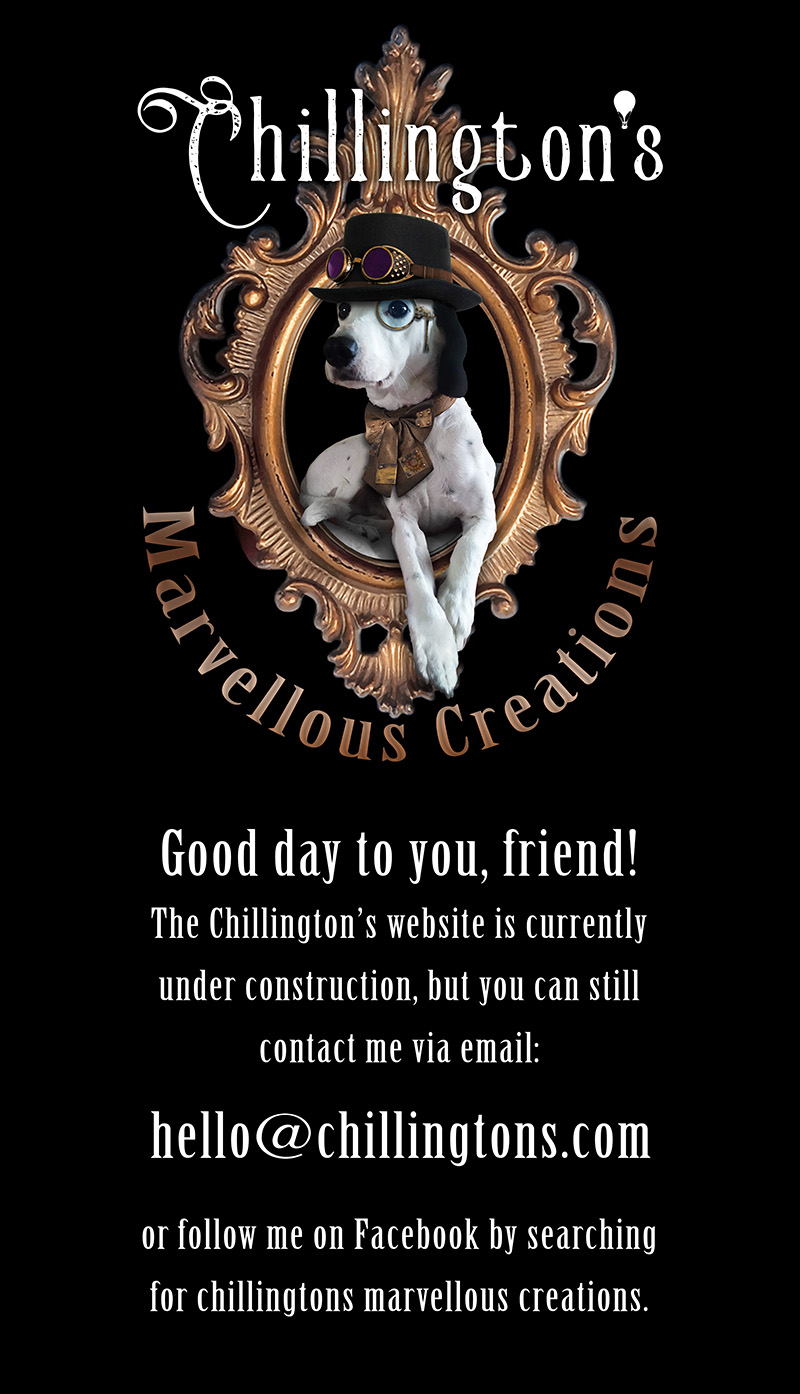 Chillington's
Marvellous Creations
Good day to you, friend!
The Chillington’s website is currently
under construction, but you can still
contact me via email:
hello@chillingtons.com
or follow me on Facebook by searching
for chillingtons marvellous creations.